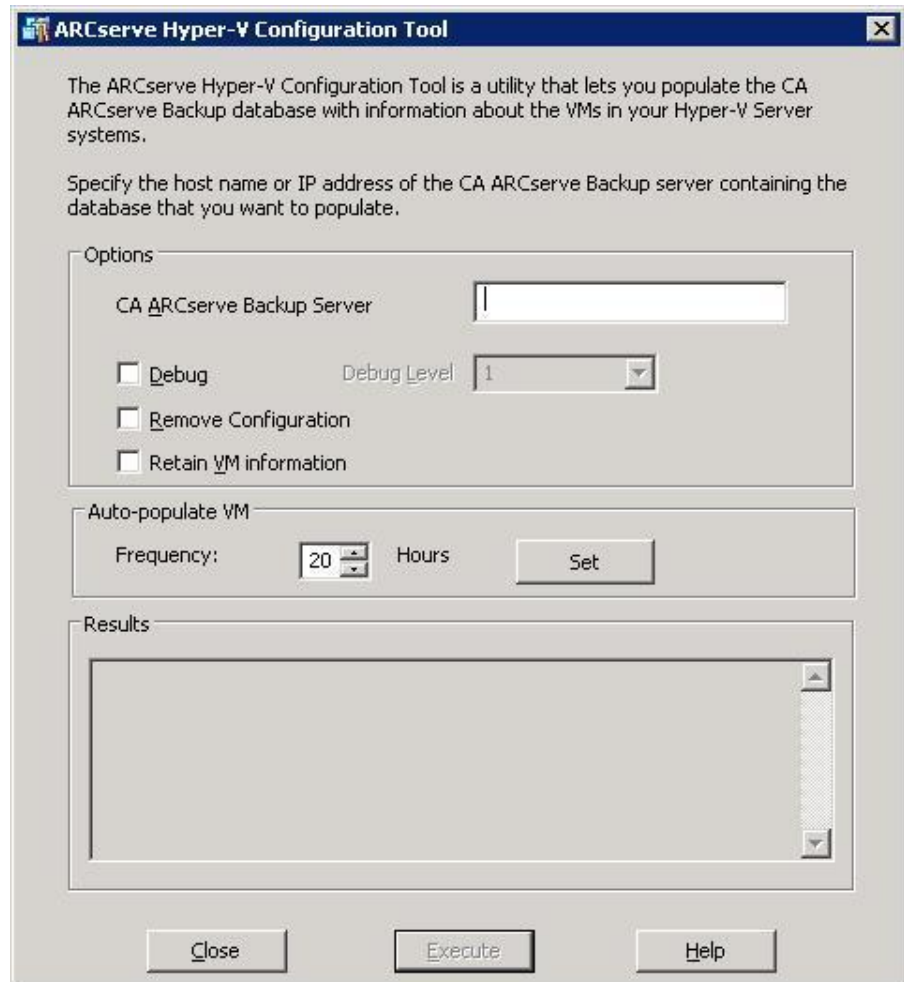 ARCserve Hyper-V Configuration Tool
The ARCserve Hyper-V Configuration Tool is a utility that lets you populate the CA
ARCserve Backup database with information about the VMs in your Hyper-V Server
systems.
Specify the host name or IP address of the CA ARCserve Backup server containing the
database that you want to populate.
Options
CA ARCserve Backup Server
Debug Debug Level 1
Remove Configuration
Retain VM information
Auto-populate VM
Frequency: 20 Hours Set
Results
Close Execute Help